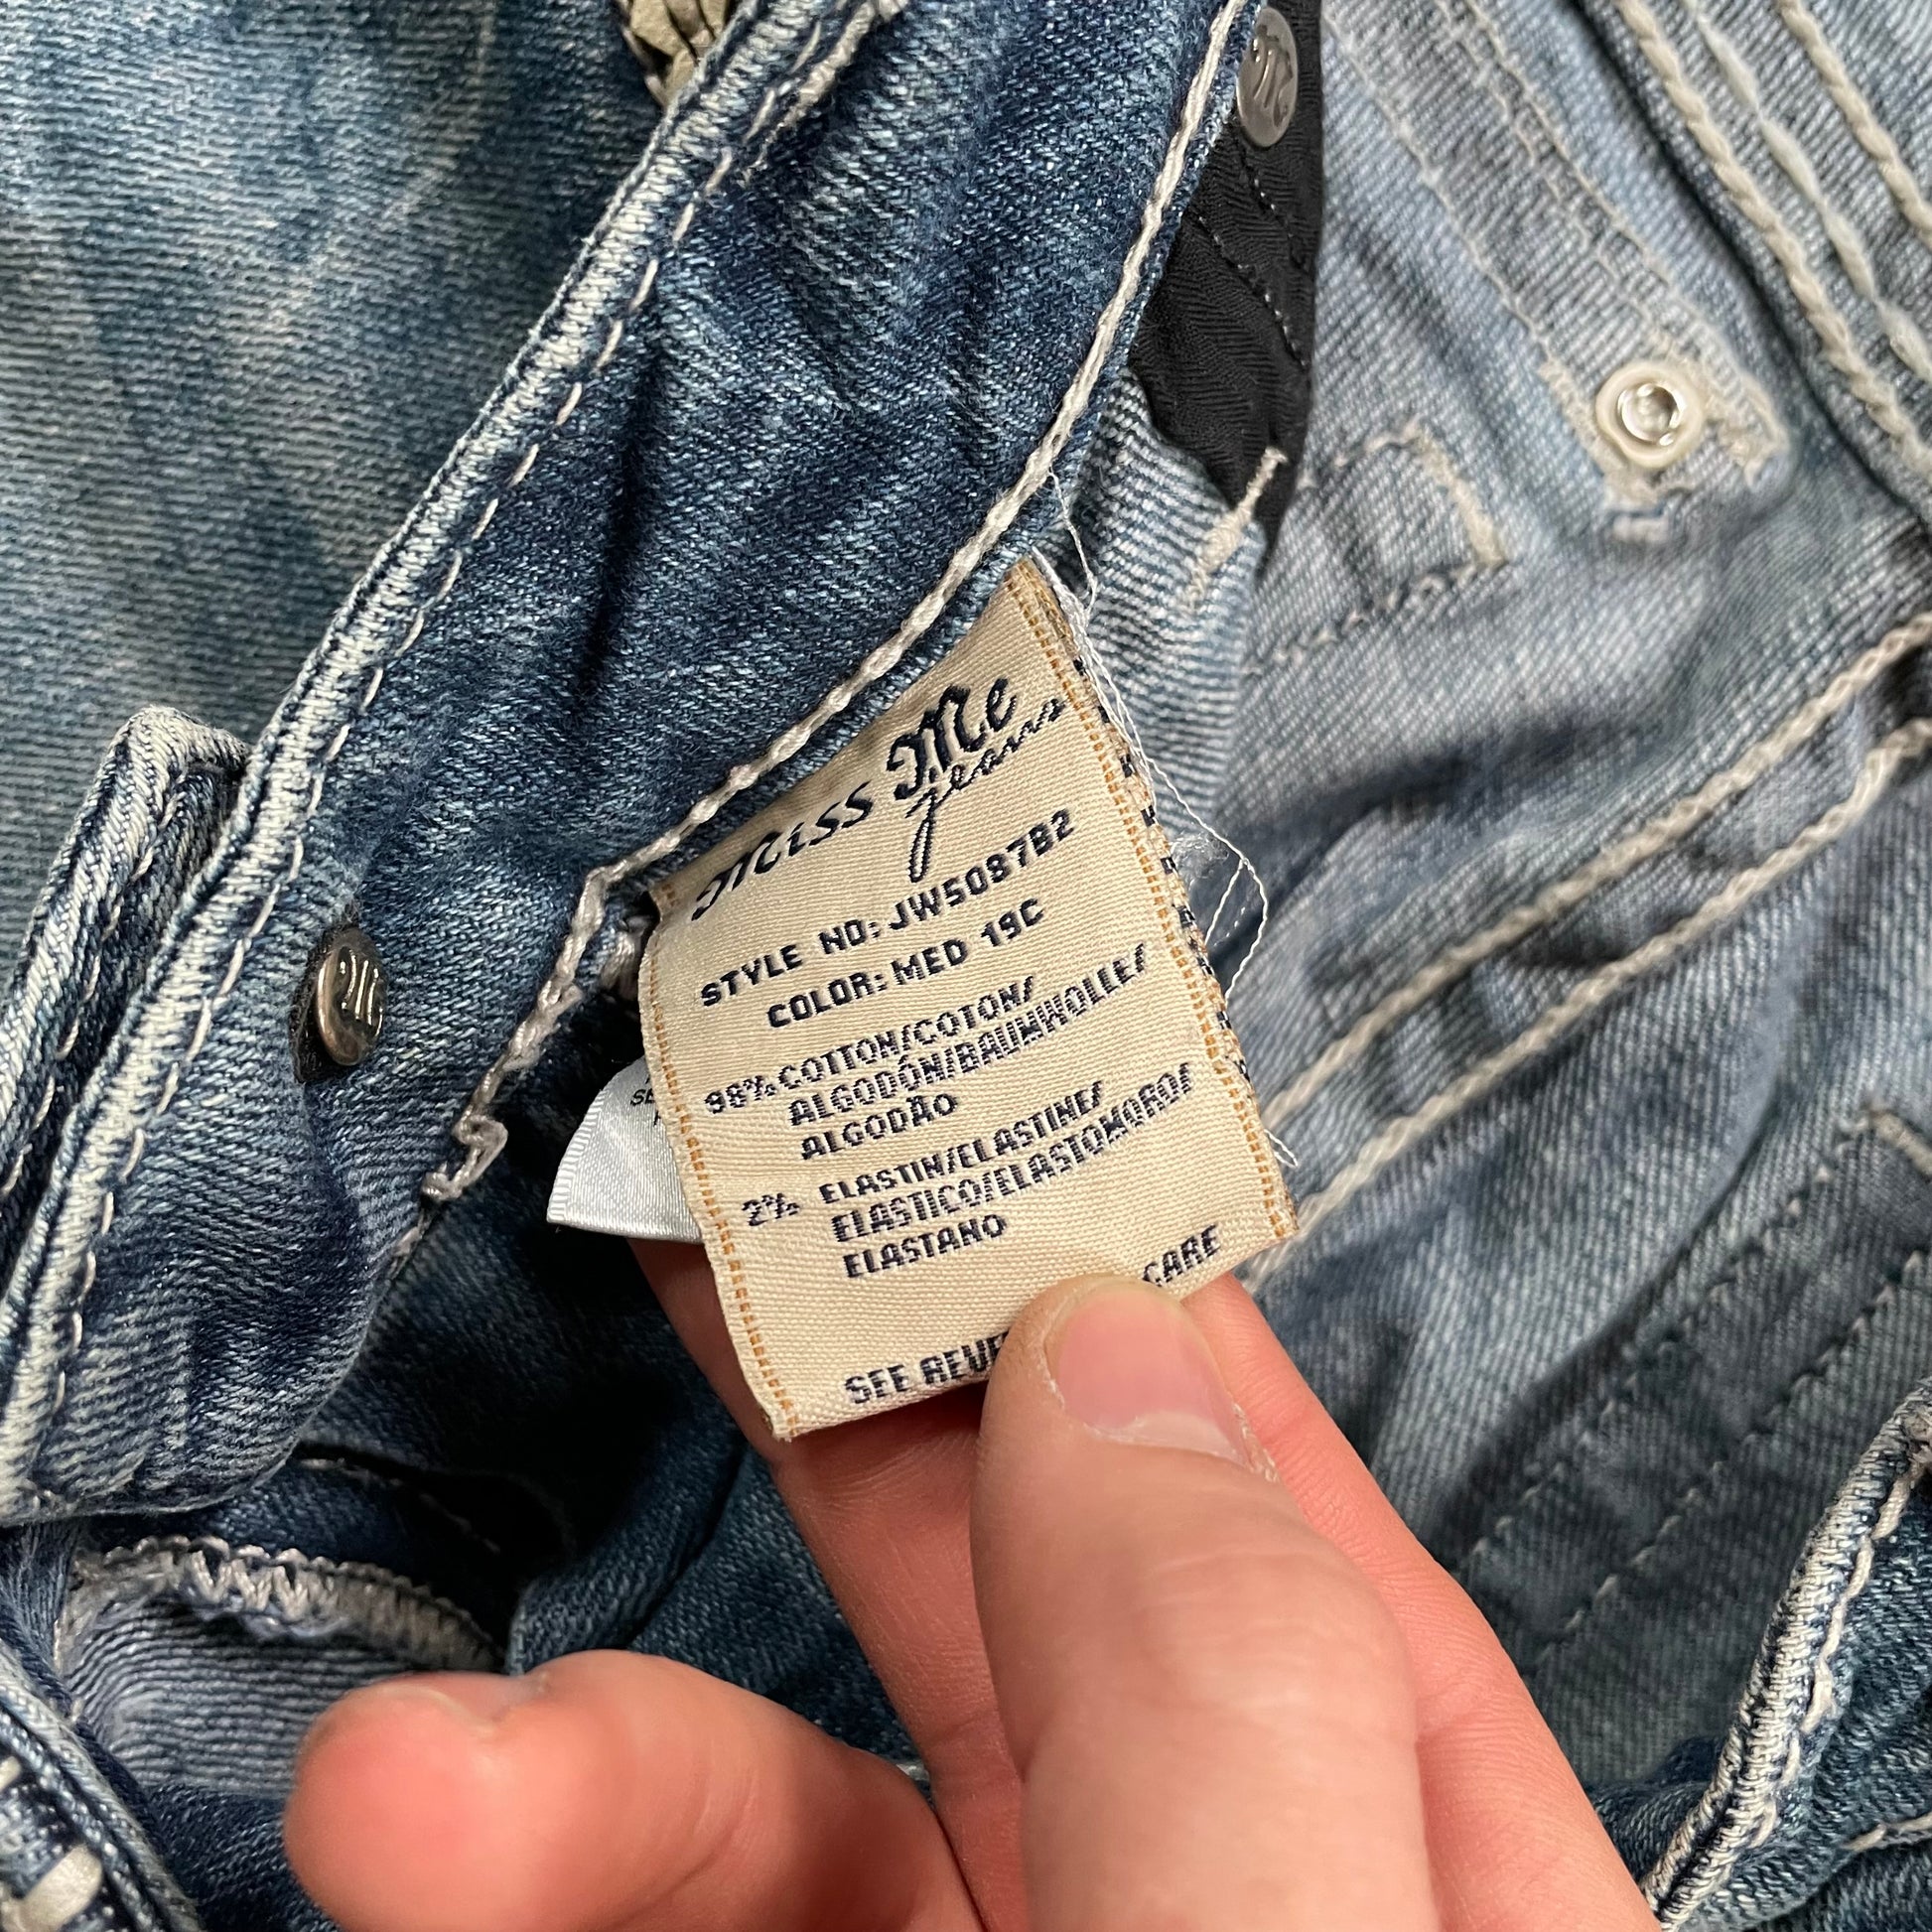 Miss Me
jeans
STYLE NO: JW5087B2
COLOR: MED 19C
98% COTTON/COTON/
ALGODÓN/BAUMWOLLE/
ALGODÃO
2% ELASTIN/ELASTINE/
ELASTICO/ELASTOMORO/
ELASTANO
SEE REVE CARE
M
M